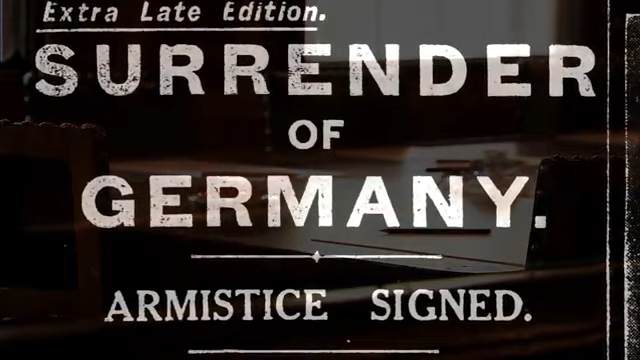 Extra Late Edition.
SURRENDER
OF
GERMANY.
ARMISTICE SIGNED.